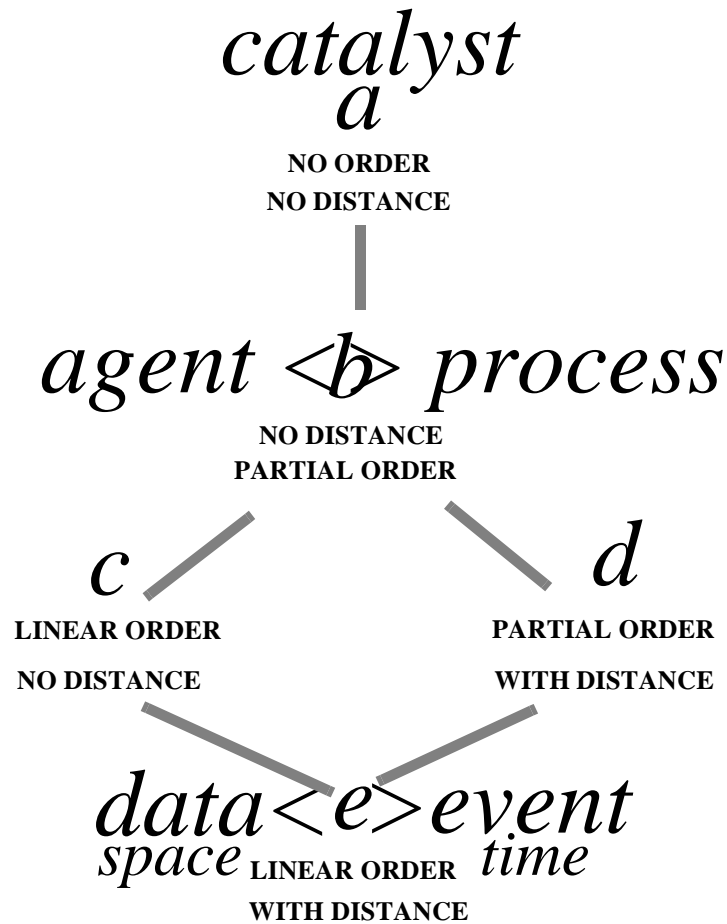 catalyst
a
NO ORDER
NO DISTANCE
agent <b> process
NO DISTANCE
PARTIAL ORDER
c
LINEAR ORDER
NO DISTANCE
d
PARTIAL ORDER
WITH DISTANCE
data<e>event
space LINEAR ORDER time
WITH DISTANCE